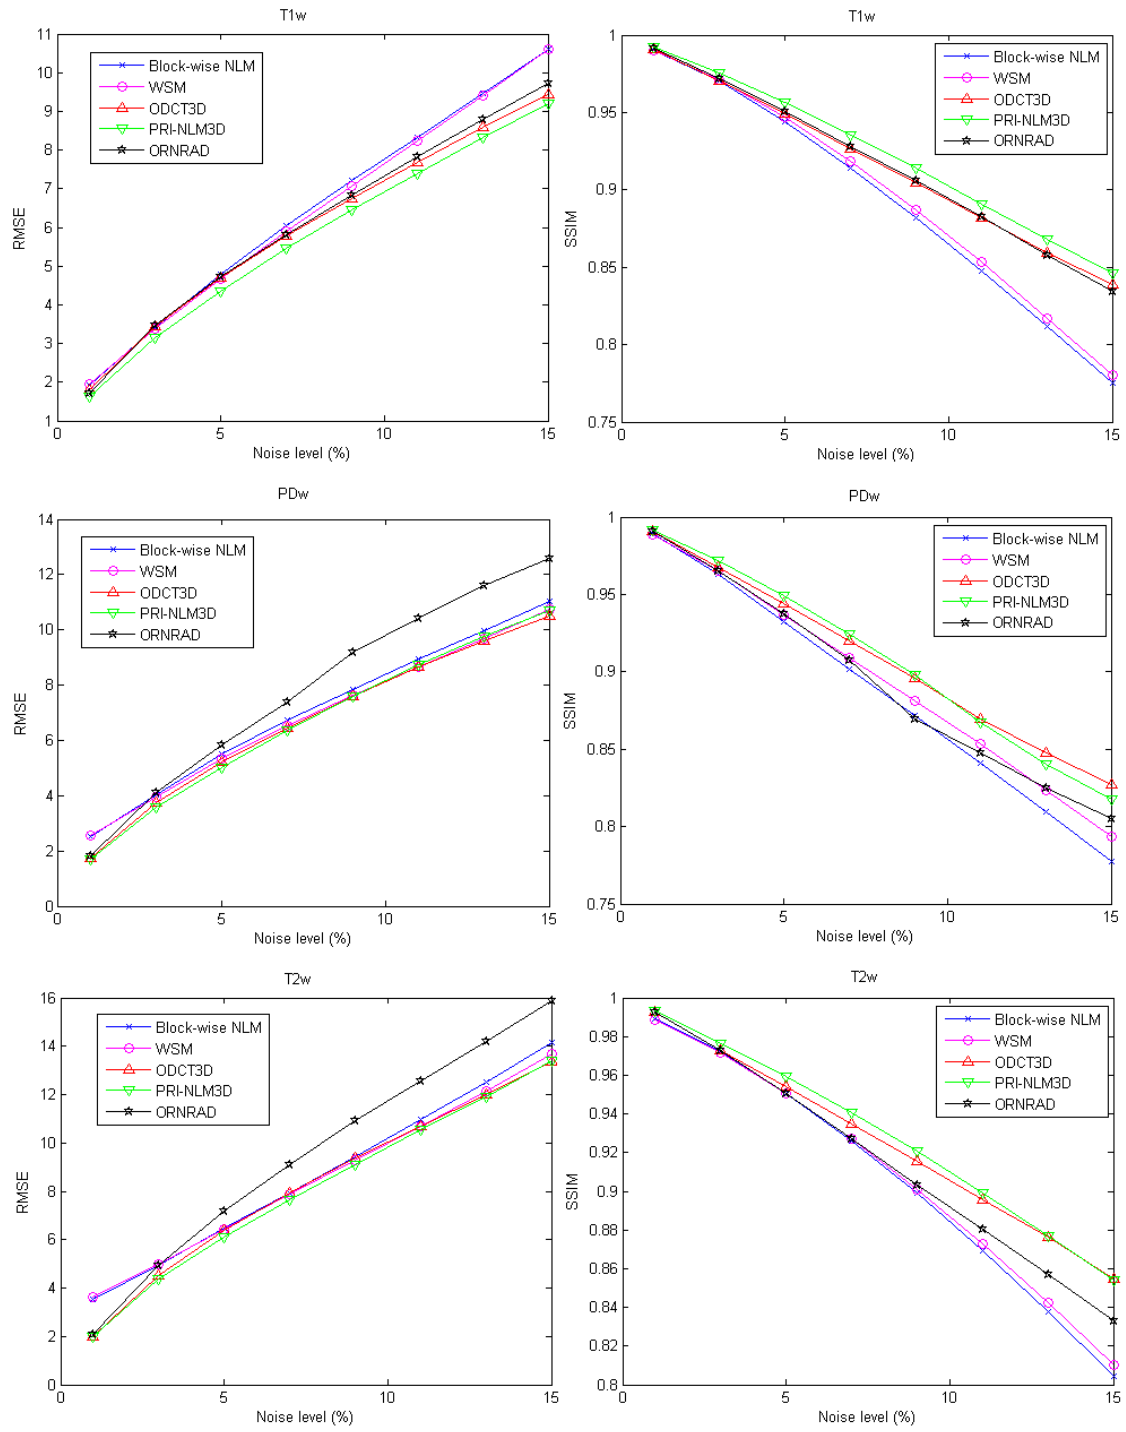 T1w
11
10
9
8
7
6
5
4
3
2
1
0
5
10
15
RMSE
Noise level (%)
Block-wise NLM
WSM
ODCT3D
PRI-NLM3D
ORNRAD
T1w
1
0.95
0.9
0.85
0.8
0.75
0
5
10
15
SSIM
Noise level (%)
Block-wise NLM
WSM
ODCT3D
PRI-NLM3D
ORNRAD
PDw
14
12
10
8
6
4
2
0
0
5
10
15
RMSE
Noise level (%)
Block-wise NLM
WSM
ODCT3D
PRI-NLM3D
ORNRAD
PDw
1
0.95
0.9
0.85
0.8
0.75
0
5
10
15
SSIM
Noise level (%)
Block-wise NLM
WSM
ODCT3D
PRI-NLM3D
ORNRAD
T2w
16
14
12
10
8
6
4
2
0
0
5
10
15
RMSE
Noise level (%)
Block-wise NLM
WSM
ODCT3D
PRI-NLM3D
ORNRAD
T2w
1
0.98
0.96
0.94
0.92
0.9
0.88
0.86
0.84
0.82
0.8
0
5
10
15
SSIM
Noise level (%)
Block-wise NLM
WSM
ODCT3D
PRI-NLM3D
ORNRAD